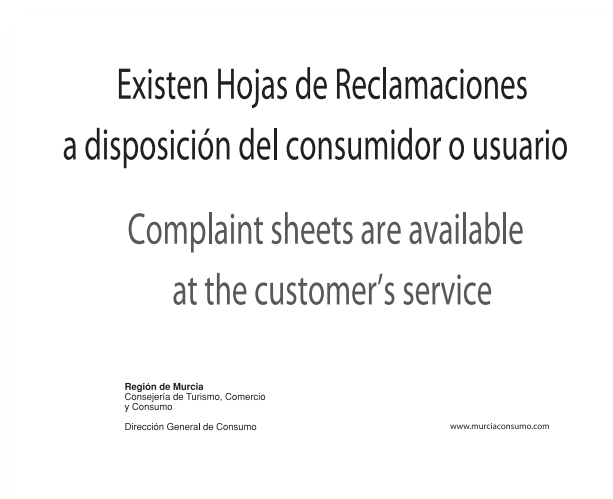 Existen Hojas de Reclamaciones
a disposición del consumidor o usuario
Complaint sheets are available
at the customer's service
Región de Murcia
Consejería de Turismo, Comercio
y Consumo
Dirección General de Consumo
www.murciaconsumo.com